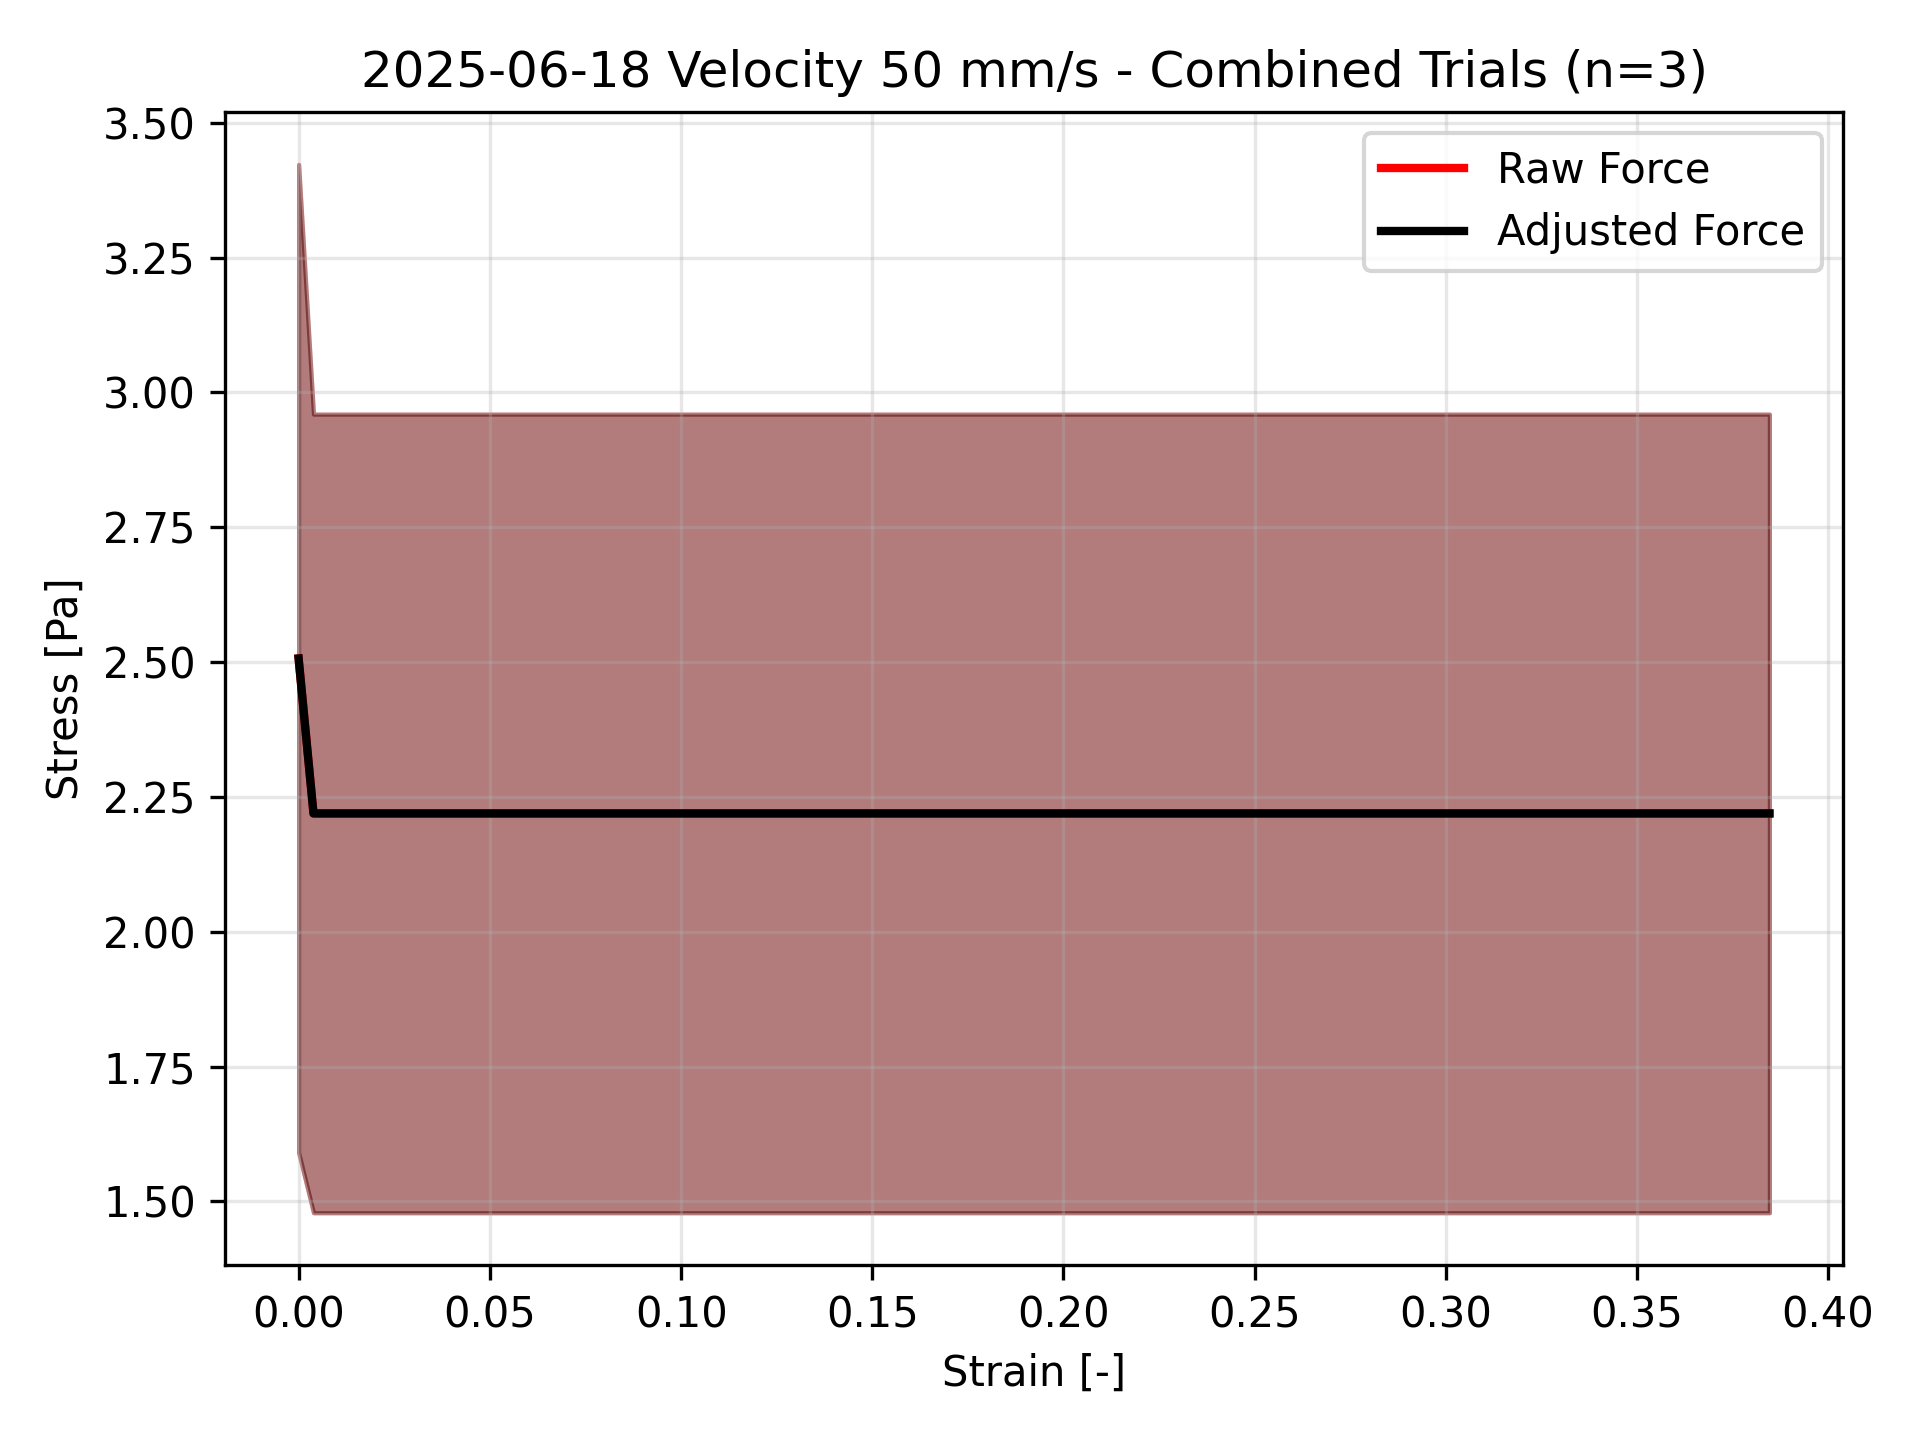 2025-06-18 Velocity 50 mm/s - Combined Trials (n=3)
Raw Force
Adjusted Force
Stress [Pa]
3.50
3.25
3.00
2.75
2.50
2.25
2.00
1.75
1.50
0.00 0.05 0.10 0.15 0.20 0.25 0.30 0.35 0.40
Strain [-]